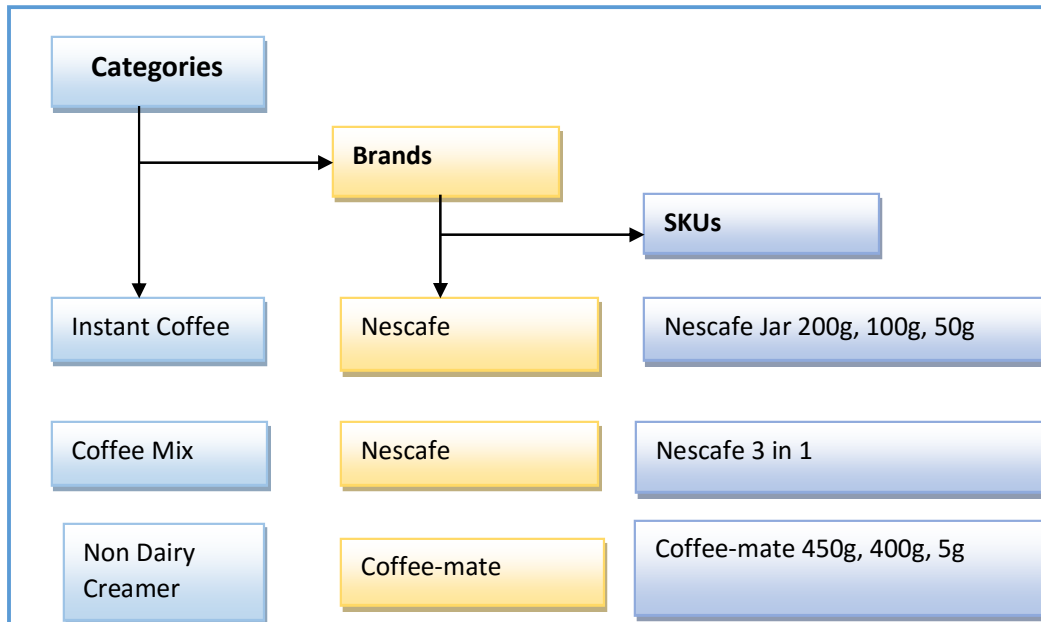 Categories
Brands
SKUs
Instant Coffee
Nescafe
Nescafe Jar 200g, 100g, 50g
Coffee Mix
Nescafe
Nescafe 3 in 1
Non Dairy
Creamer
Coffee-mate
Coffee-mate 450g, 400g, 5g